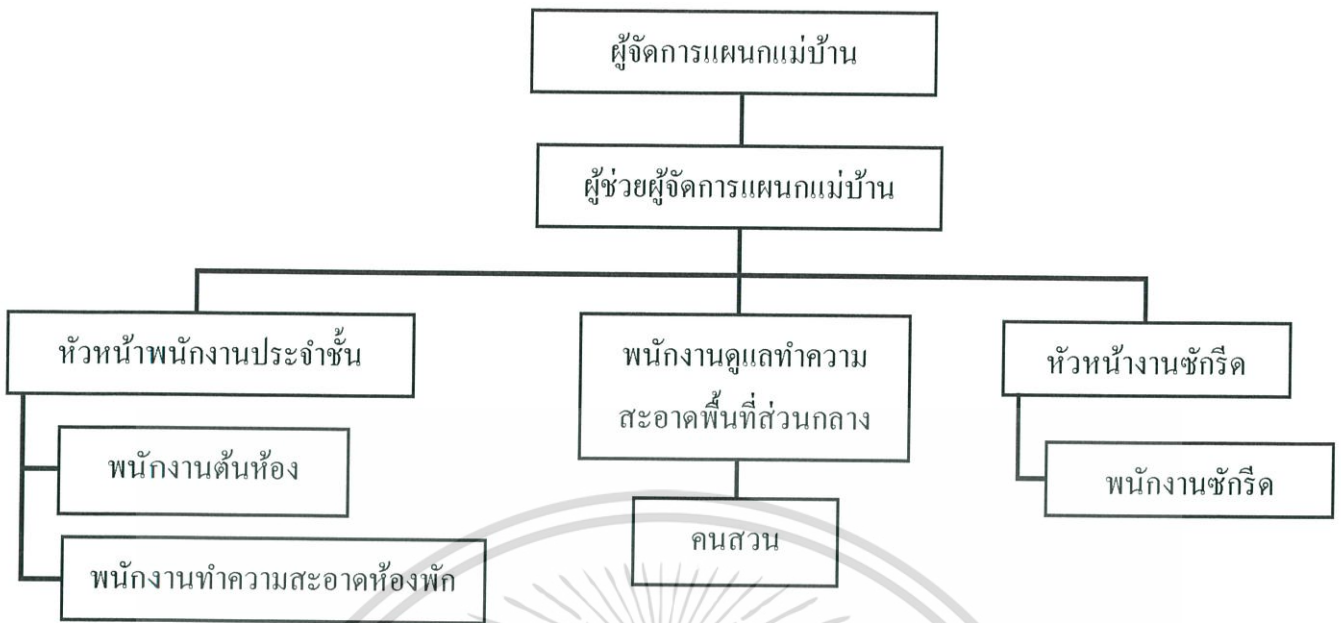 ผู้จัดการแผนกแม่บ้าน
ผู้ช่วยผู้จัดการแผนกแม่บ้าน
หัวหน้าพนักงานประจำชั้น
พนักงานต้นห้อง
พนักงานทำความสะอาดห้องพัก
พนักงานดูแลทำความ
สะอาดพื้นที่ส่วนกลาง
คนสวน
หัวหน้างานซักรีด
พนักงานซักรีด